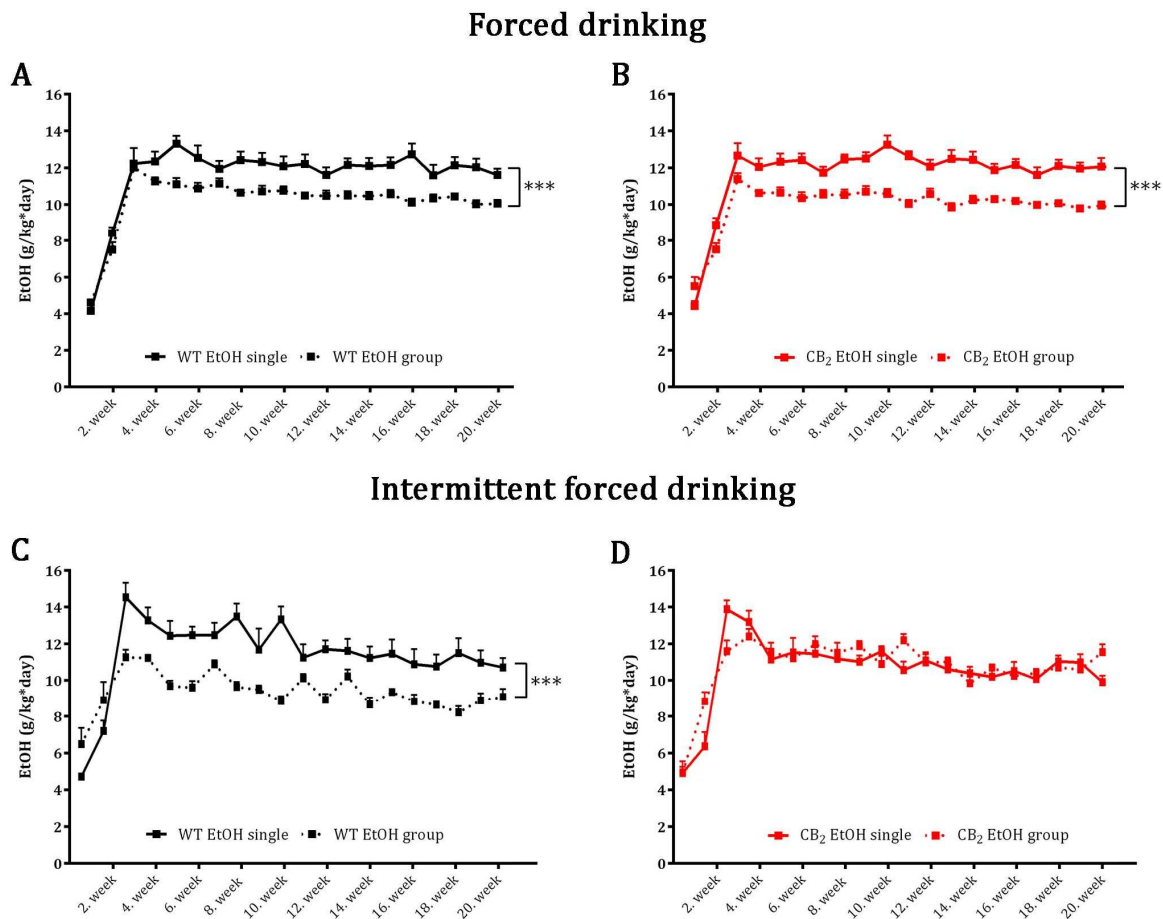 Forced drinking
A
EtOH (g/kg*day)
16
14
12
10
8
6
4
2
0
***
WT EtOH single WT EtOH group
2. week 4. week 6. week 8. week 10. week 12. week 14. week 16. week 18. week 20. week
B
EtOH (g/kg*day)
16
14
12
10
8
6
4
2
0
***
CB₂ EtOH single CB₂ EtOH group
2. week 4. week 6. week 8. week 10. week 12. week 14. week 16. week 18. week 20. week
Intermittent forced drinking
C
EtOH (g/kg*day)
16
14
12
10
8
6
4
2
0
***
WT EtOH single WT EtOH group
2. week 4. week 6. week 8. week 10. week 12. week 14. week 16. week 18. week 20. week
D
EtOH (g/kg*day)
16
14
12
10
8
6
4
2
0
CB₂ EtOH single CB₂ EtOH group
2. week 4. week 6. week 8. week 10. week 12. week 14. week 16. week 18. week 20. week